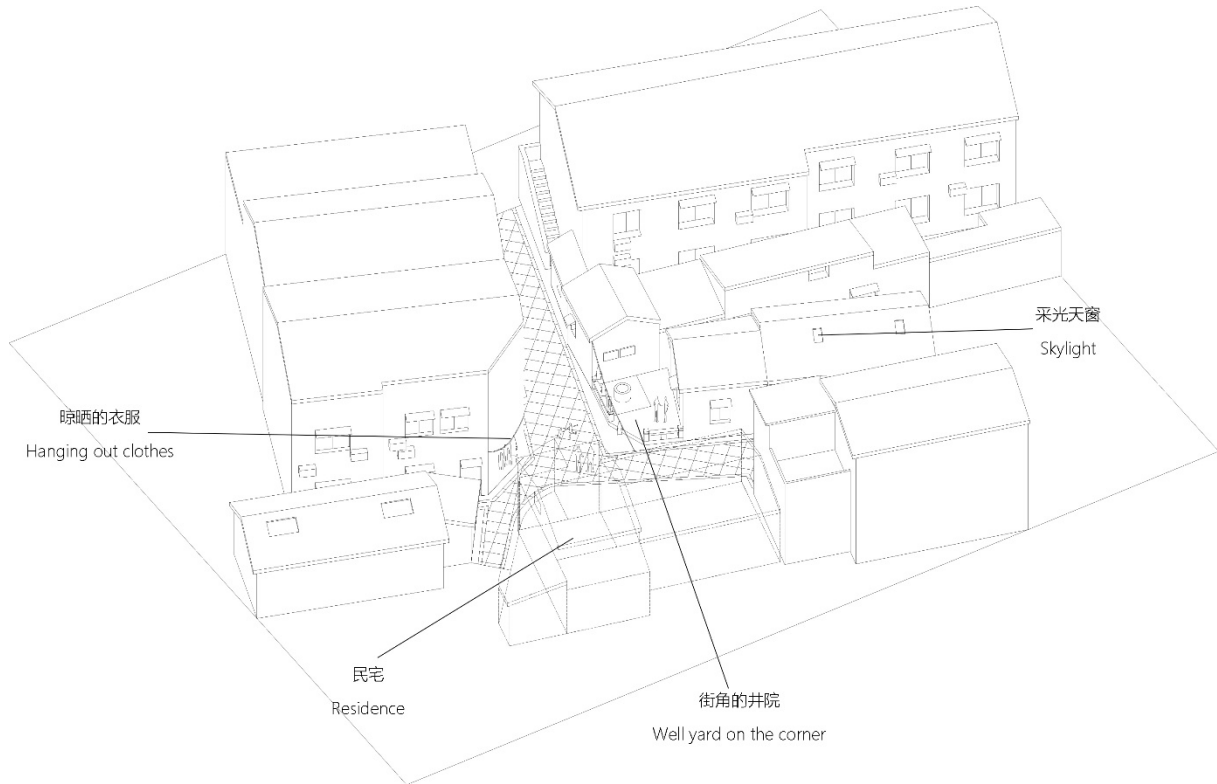 采光天窗
Skylight
晾晒的衣服
Hanging out clothes
民宅
Residence
街角的井院
Well yard on the corner